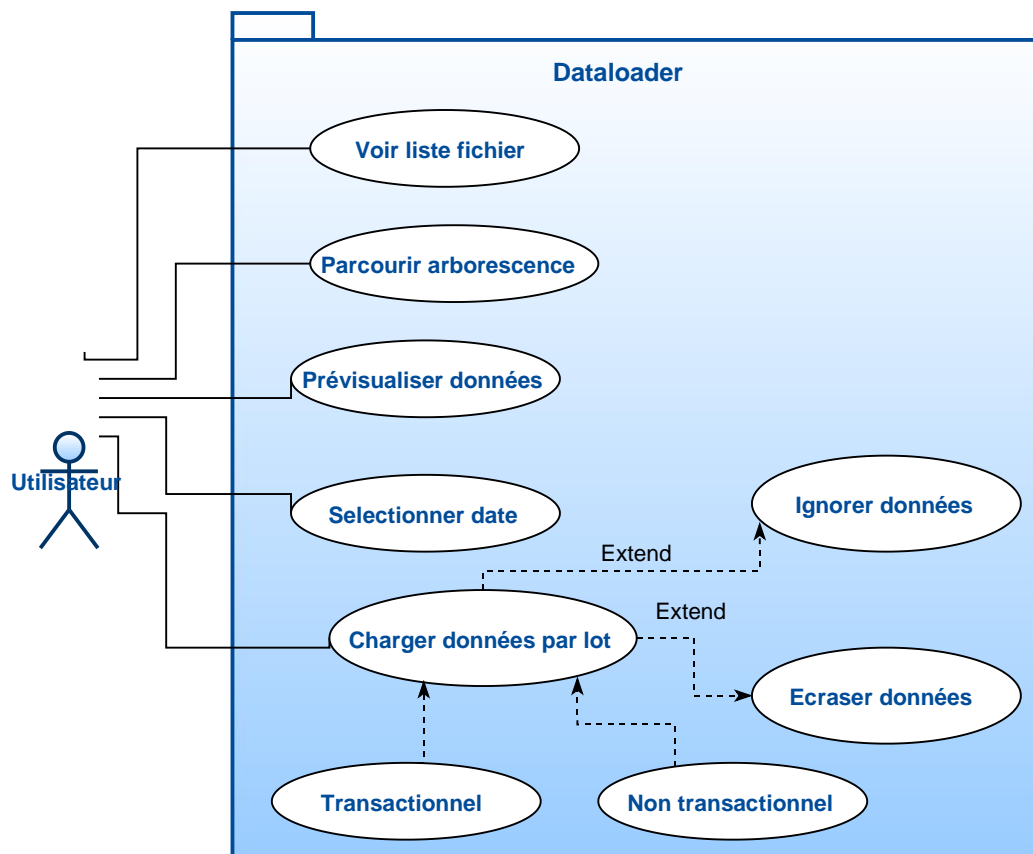 Dataloader
Voir liste fichier
Parcourir arborescence
Prévisualiser données
Utilisateur
Selectionner date
Ignorer données
Extend
Extend
Charger données par lot
Ecraser données
Transactionnel
Non transactionnel